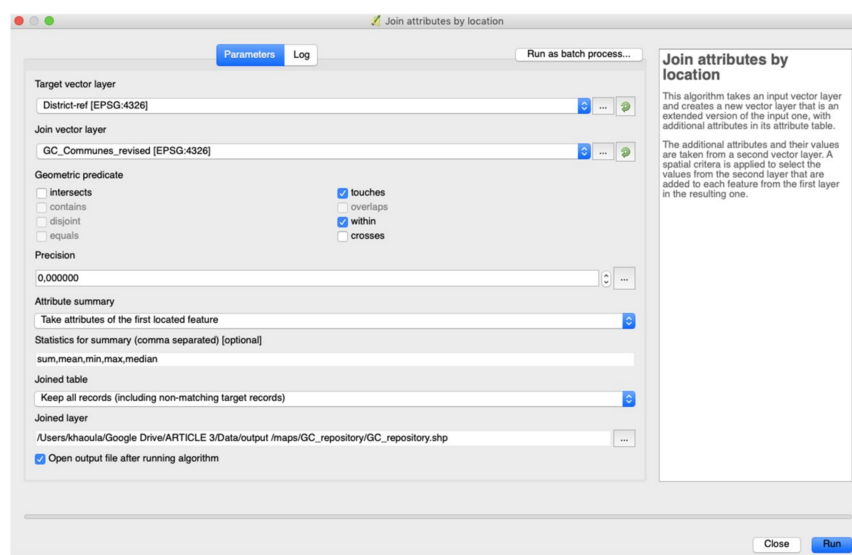 Join attributes by location
Parameters
Log
Run as batch process...
Target vector layer
District-ref [EPSG:4326]
...
Join vector layer
GC_Communes_revised [EPSG:4326]
...
Geometric predicate
intersects
touches
contains
overlaps
disjoint
within
equals
crosses
Precision
0,000000
...
Attribute summary
Take attributes of the first located feature
Statistics for summary (comma separated) [optional]
sum,mean,min,max,median
Joined table
Keep all records (including non-matching target records)
Joined layer
/Users/khaoula/Google Drive/ARTICLE 3/Data/output /maps/GC_repository/GC_repository.shp
...
Open output file after running algorithm
Join attributes by
location
This algorithm takes an input vector layer
and creates a new vector layer that is an
extended version of the input one, with
additional attributes in its attribute table.
The additional attributes and their values
are taken from a second vector layer. A
spatial critera is applied to select the
values from the second layer that are
added to each feature from the first layer
in the resulting one.
Close
Run